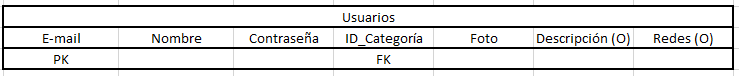 Usuarios
E-mail Nombre Contraseña ID_Categoría Foto Descripción (O) Redes (O)
PK FK